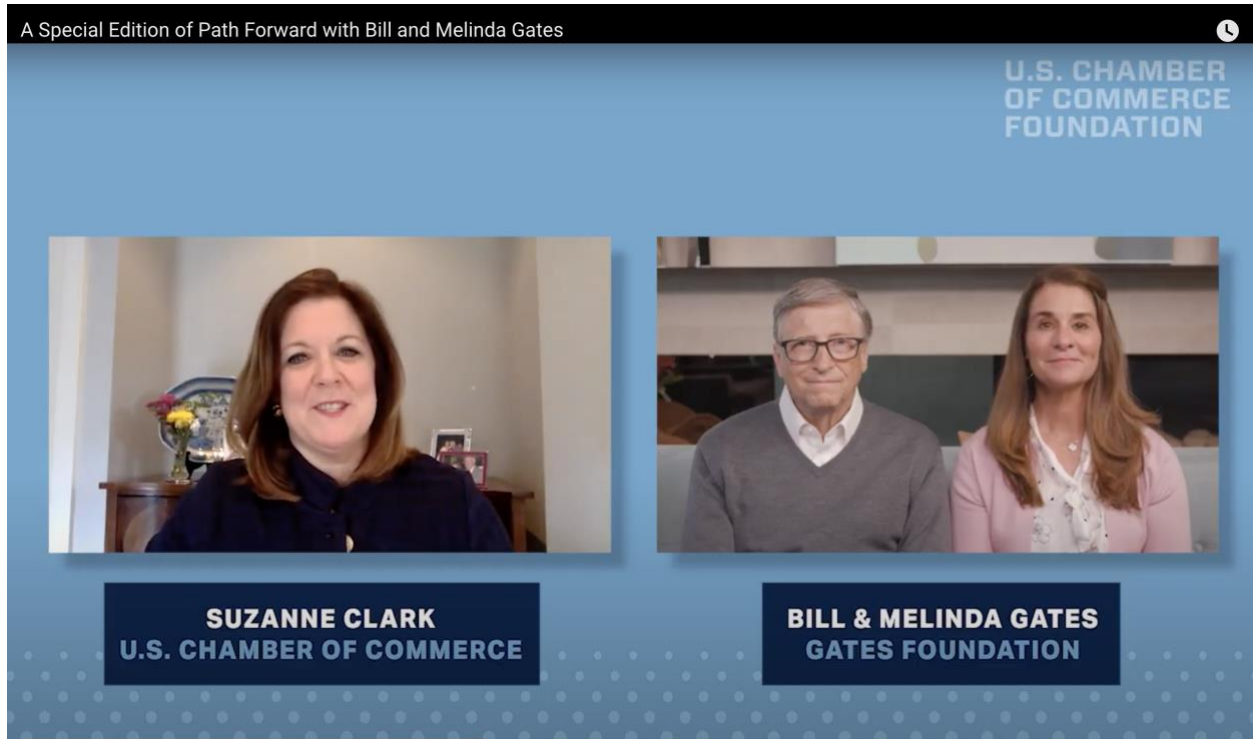 A Special Edition of Path Forward with Bill and Melinda Gates
U.S. CHAMBER
OF COMMERCE
FOUNDATION
SUZANNE CLARK
U.S. CHAMBER OF COMMERCE
BILL & MELINDA GATES
GATES FOUNDATION